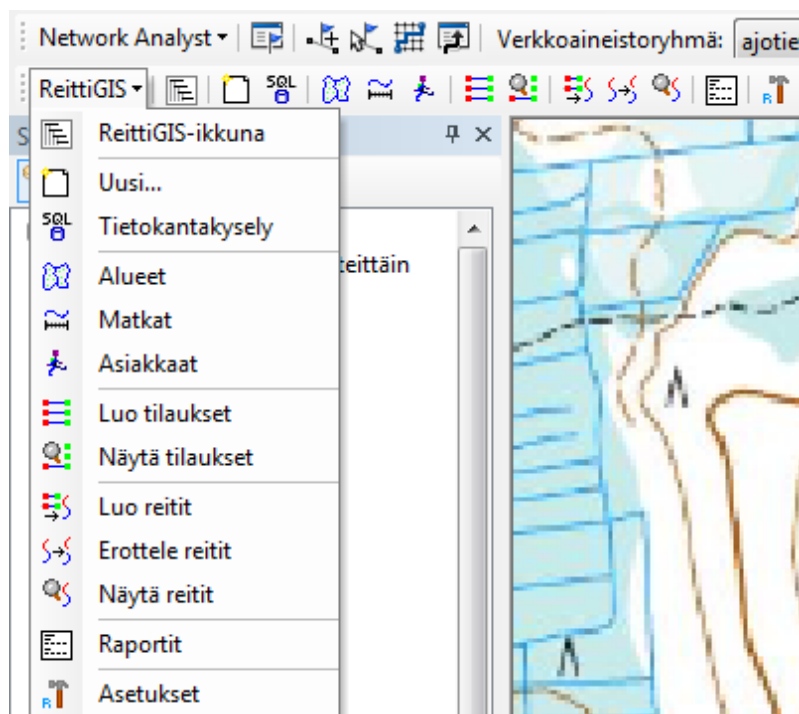 Network Analyst
Verkkoaineistoryhmä: ajotie
ReittiGIS
SQL
R
S
ReittiGIS-ikkuna
Uusi...
SQL
Tietokantakysely
teittäin
Alueet
Matkat
Asiakkaat
Luo tilaukset
Näytä tilaukset
Luo reitit
Erottele reitit
Näytä reitit
Raportit
R
Asetukset